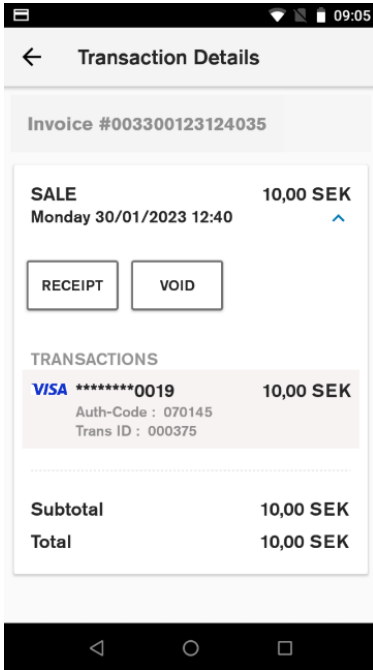 09:05
Transaction Details
Invoice #003300123124035
SALE 10,00 SEK
Monday 30/01/2023 12:40
RECEIPT VOID
TRANSACTIONS
VISA ********0019 10,00 SEK
Auth-Code : 070145
Trans ID : 000375
Subtotal 10,00 SEK
Total 10,00 SEK